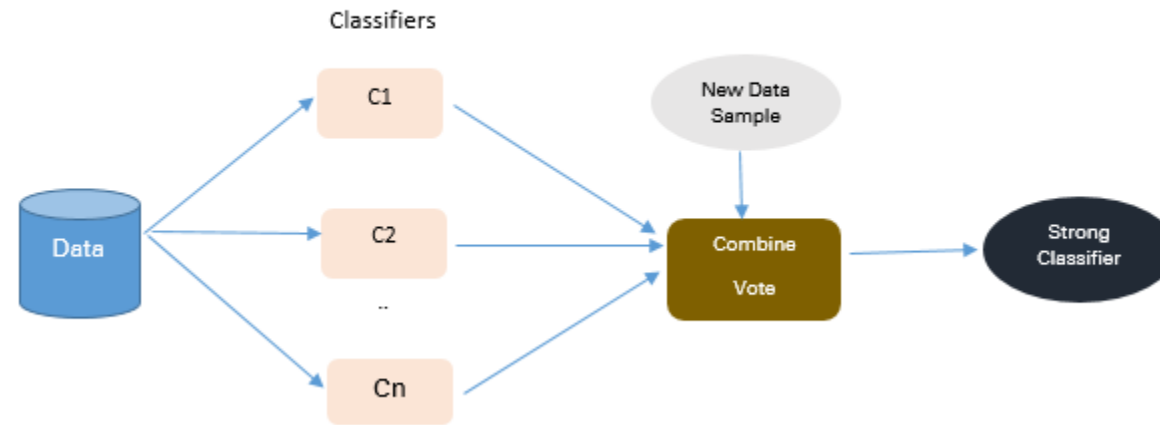 Classifiers
C1
New Data
Sample
Data
C2
Combine
Vote
Strong
Classifier
..
Cn